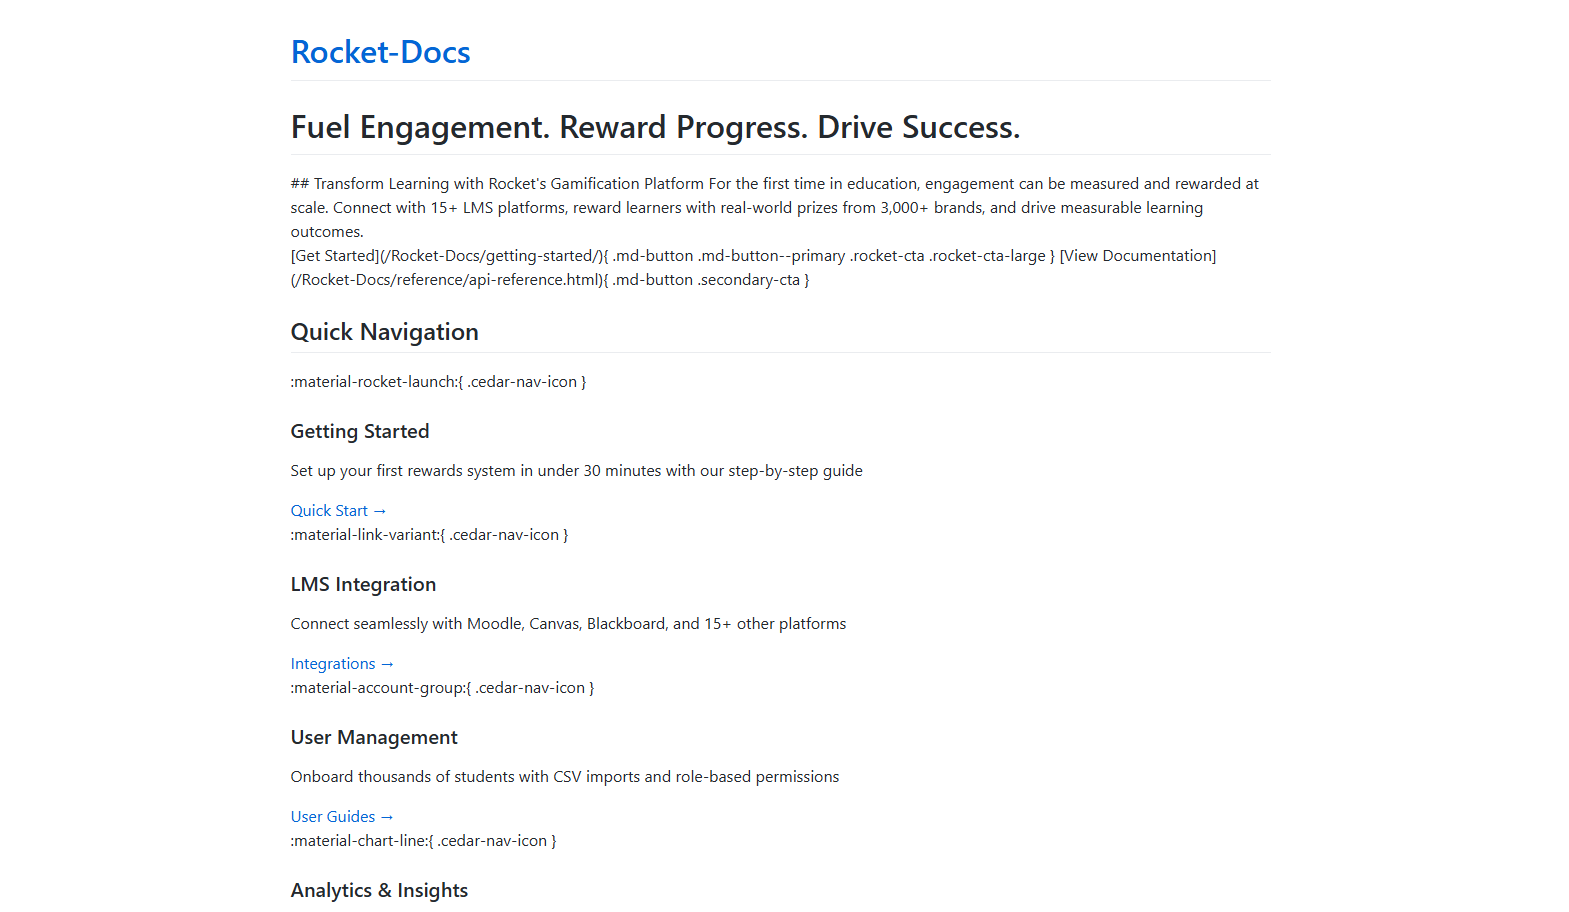 Rocket-Docs
Fuel Engagement. Reward Progress. Drive Success.
## Transform Learning with Rocket's Gamification Platform For the first time in education, engagement can be measured and rewarded at
scale. Connect with 15+ LMS platforms, reward learners with real-world prizes from 3,000+ brands, and drive measurable learning
outcomes.
[Get Started](/Rocket-Docs/getting-started/){ .md-button .md-button--primary .rocket-cta .rocket-cta-large } [View Documentation]
(/Rocket-Docs/reference/api-reference.html){ .md-button .secondary-cta }
Quick Navigation
:material-rocket-launch:{ .cedar-nav-icon }
Getting Started
Set up your first rewards system in under 30 minutes with our step-by-step guide
Quick Start →
:material-link-variant:{ .cedar-nav-icon }
LMS Integration
Connect seamlessly with Moodle, Canvas, Blackboard, and 15+ other platforms
Integrations →
:material-account-group:{ .cedar-nav-icon }
User Management
Onboard thousands of students with CSV imports and role-based permissions
User Guides →
:material-chart-line:{ .cedar-nav-icon }
Analytics & Insights